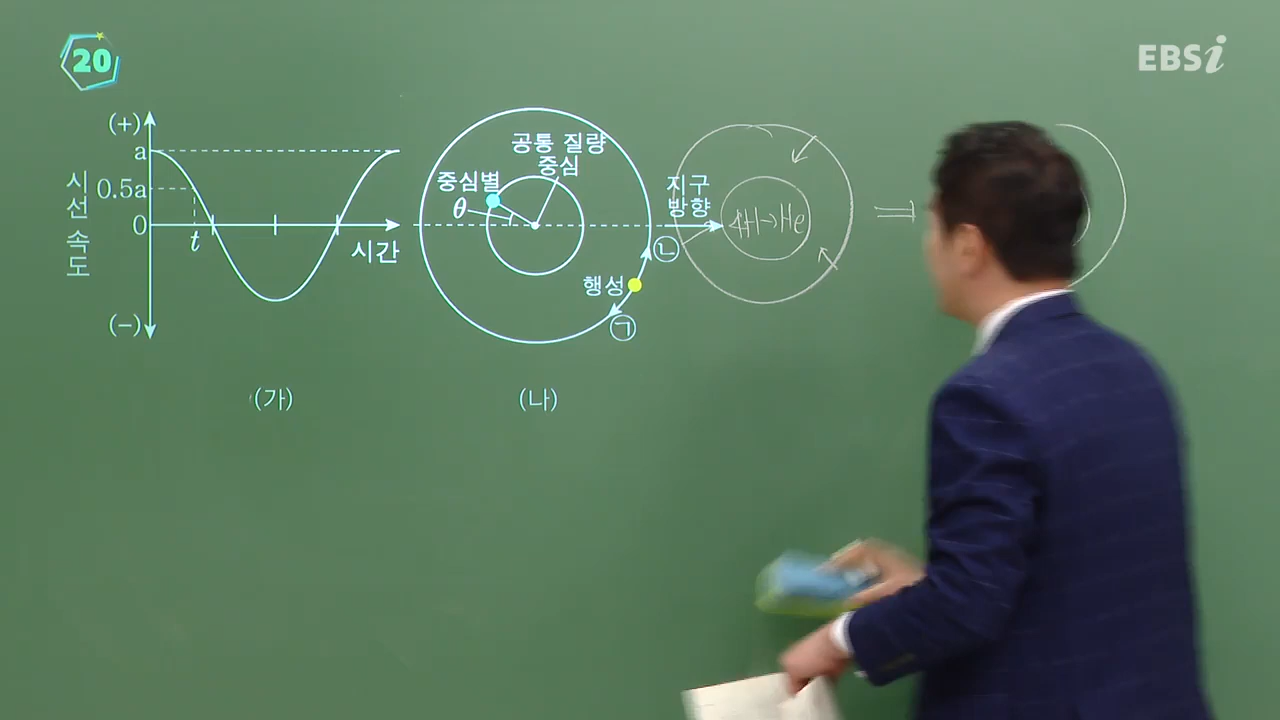 20
EBSi
(+)
a
0.5a
0
(-)
시선 속도
t
시간
(가)
공통 질량
중심
중심별
θ
행성
㉠
㉡
지구
방향
(나)
4H→He
=